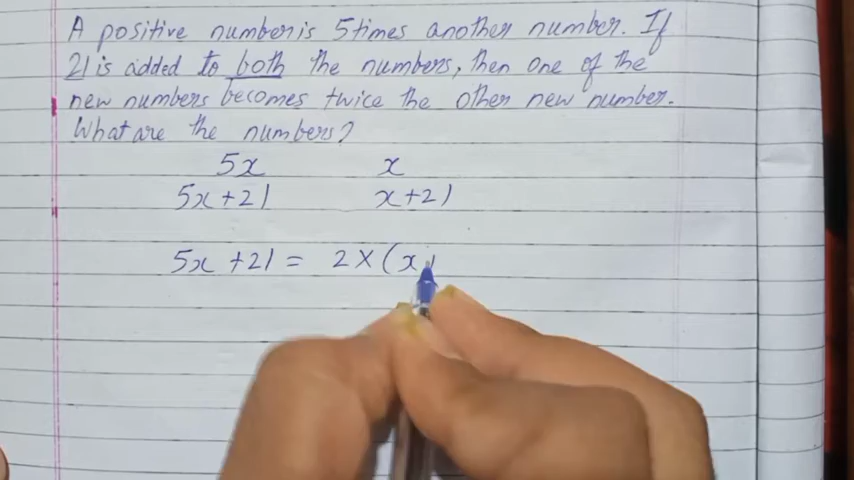 A positive number is 5 times another number. If
21 is added to both the numbers, then one of the
new numbers becomes twice the other new number.
What are the numbers?
5x x
5x+21 x+21
5x +21 = 2 × (x